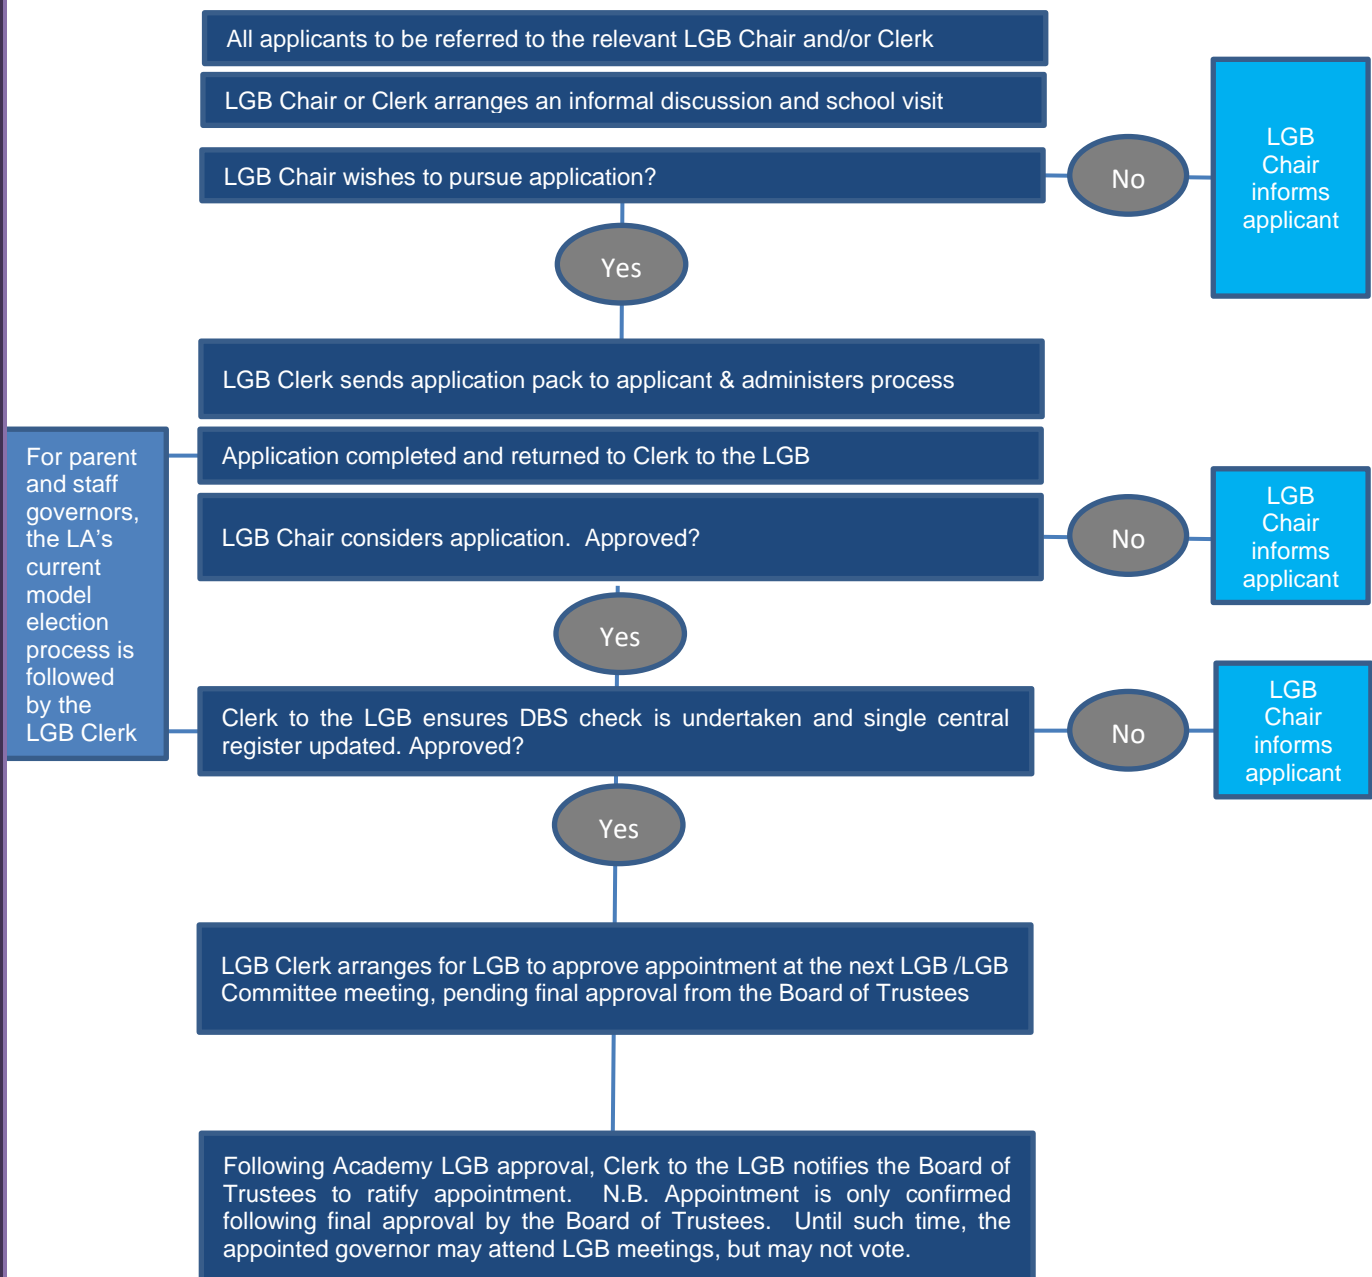 All applicants to be referred to the relevant LGB Chair and/or Clerk
LGB Chair or Clerk arranges an informal discussion and school visit
LGB Chair wishes to pursue application?
No
LGB
Chair
informs
applicant
Yes
LGB Clerk sends application pack to applicant & administers process
For parent
and staff
governors,
the LA’s
current
model
election
process is
followed
by the
LGB Clerk
Application completed and returned to Clerk to the LGB
LGB Chair considers application.  Approved?
No
LGB
Chair
informs
applicant
Yes
Clerk to the LGB ensures DBS check is undertaken and single central
register updated. Approved?
No
LGB
Chair
informs
applicant
Yes
LGB Clerk arranges for LGB to approve appointment at the next LGB /LGB
Committee meeting, pending final approval from the Board of Trustees
Following Academy LGB approval, Clerk to the LGB notifies the Board of
Trustees to ratify appointment.  N.B. Appointment is only confirmed
following final approval by the Board of Trustees.  Until such time, the
appointed governor may attend LGB meetings, but may not vote.